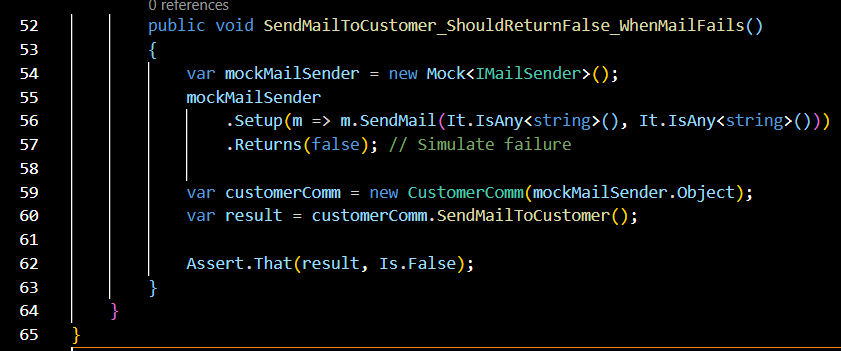 0 references
52 public void SendMailToCustomer_ShouldReturnFalse_WhenMailFails()
53 {
54 var mockMailSender = new Mock<IMailSender>();
55 mockMailSender
56 .Setup(m => m.SendMail(It.IsAny<string>(), It.IsAny<string>()))
57 .Returns(false); // Simulate failure
58
59 var customerComm = new CustomerComm(mockMailSender.Object);
60 var result = customerComm.SendMailToCustomer();
61
62 Assert.That(result, Is.False);
63 }
64 }
65 }